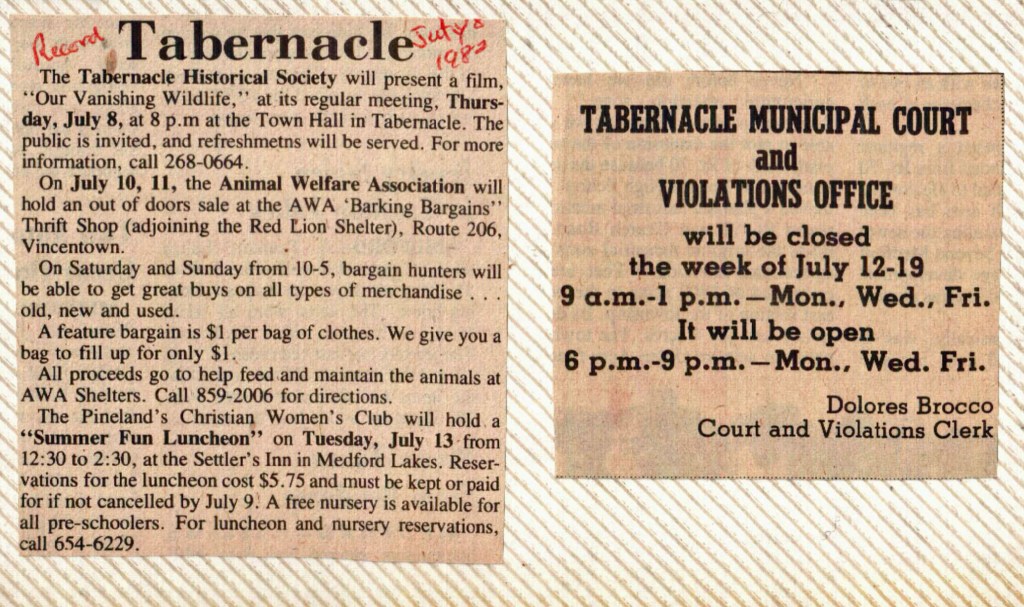 Record
Tabernacle
July 8
1982
The Tabernacle Historical Society will present a film,
"Our Vanishing Wildlife," at its regular meeting, Thurs-
day, July 8, at 8 p.m at the Town Hall in Tabernacle. The
public is invited, and refreshmetns will be served. For more
information, call 268-0664.
On July 10, 11, the Animal Welfare Association will
hold an out of doors sale at the AWA 'Barking Bargains"
Thrift Shop (adjoining the Red Lion Shelter), Route 206,
Vincentown.
On Saturday and Sunday from 10-5, bargain hunters will
be able to get great buys on all types of merchandise . . .
old, new and used.
A feature bargain is $1 per bag of clothes. We give you a
bag to fill up for only $1.
All proceeds go to help feed and maintain the animals at
AWA Shelters. Call 859-2006 for directions.
The Pineland's Christian Women's Club will hold a
"Summer Fun Luncheon" on Tuesday, July 13 from
12:30 to 2:30, at the Settler's Inn in Medford Lakes. Reser-
vations for the luncheon cost $5.75 and must be kept or paid
for if not cancelled by July 9. A free nursery is available for
all pre-schoolers. For luncheon and nursery reservations,
call 654-6229.
TABERNACLE MUNICIPAL COURT
and
VIOLATIONS OFFICE
will be closed
the week of July 12-19
9 a.m.-1 p.m. — Mon., Wed., Fri.
It will be open
6 p.m.-9 p.m. — Mon., Wed. Fri.
Dolores Brocco
Court and Violations Clerk